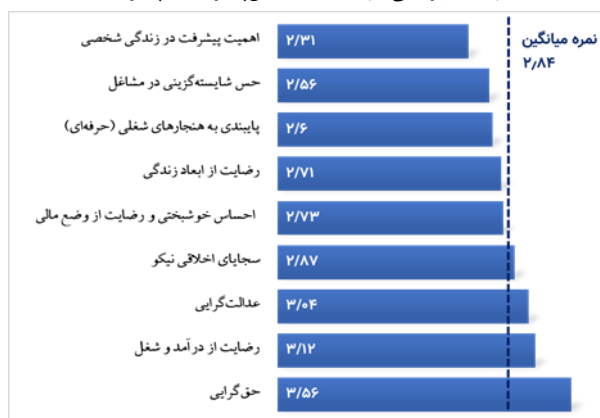 نمره میانگین
۲٫۸۴
اهمیت پیشرفت در زندگی شخصی ۲/۳۱
حس شایسته‌گزینی در مشاغل ۲/۵۶
پایبندی به هنجارهای شغلی (حرفه‌ای) ۲/۶
رضایت از ابعاد زندگی ۲/۷۱
احساس خوشبختی و رضایت از وضع مالی ۲/۷۳
سجایای اخلاقی نیکو ۲/۸۷
عدالت‌گرایی ۳/۰۴
رضایت از درآمد و شغل ۳/۱۲
حق‌گرایی ۳/۵۶